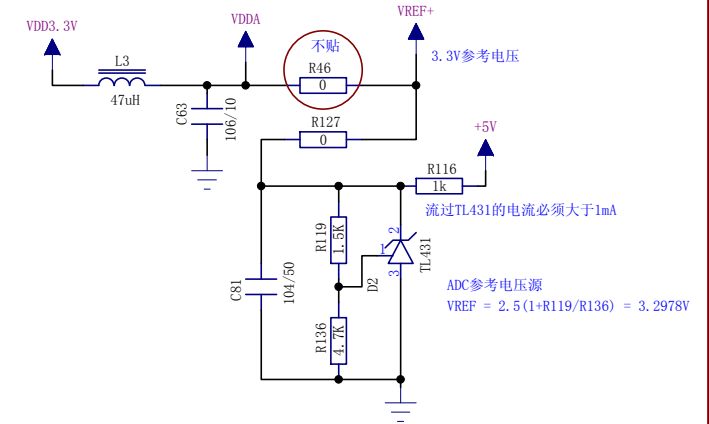 VREF+
VDDA
VDD3.3V
不贴
3.3V参考电压
L3
R46
0
47uH
C63
106/10
R127
0
+5V
R116
1k
流过TL431的电流必须大于1mA
R119
1.5K
2
1
3
TL431
D2
C81
104/50
ADC参考电压源
VREF = 2.5(1+R119/R136) = 3.2978V
R136
4.7K